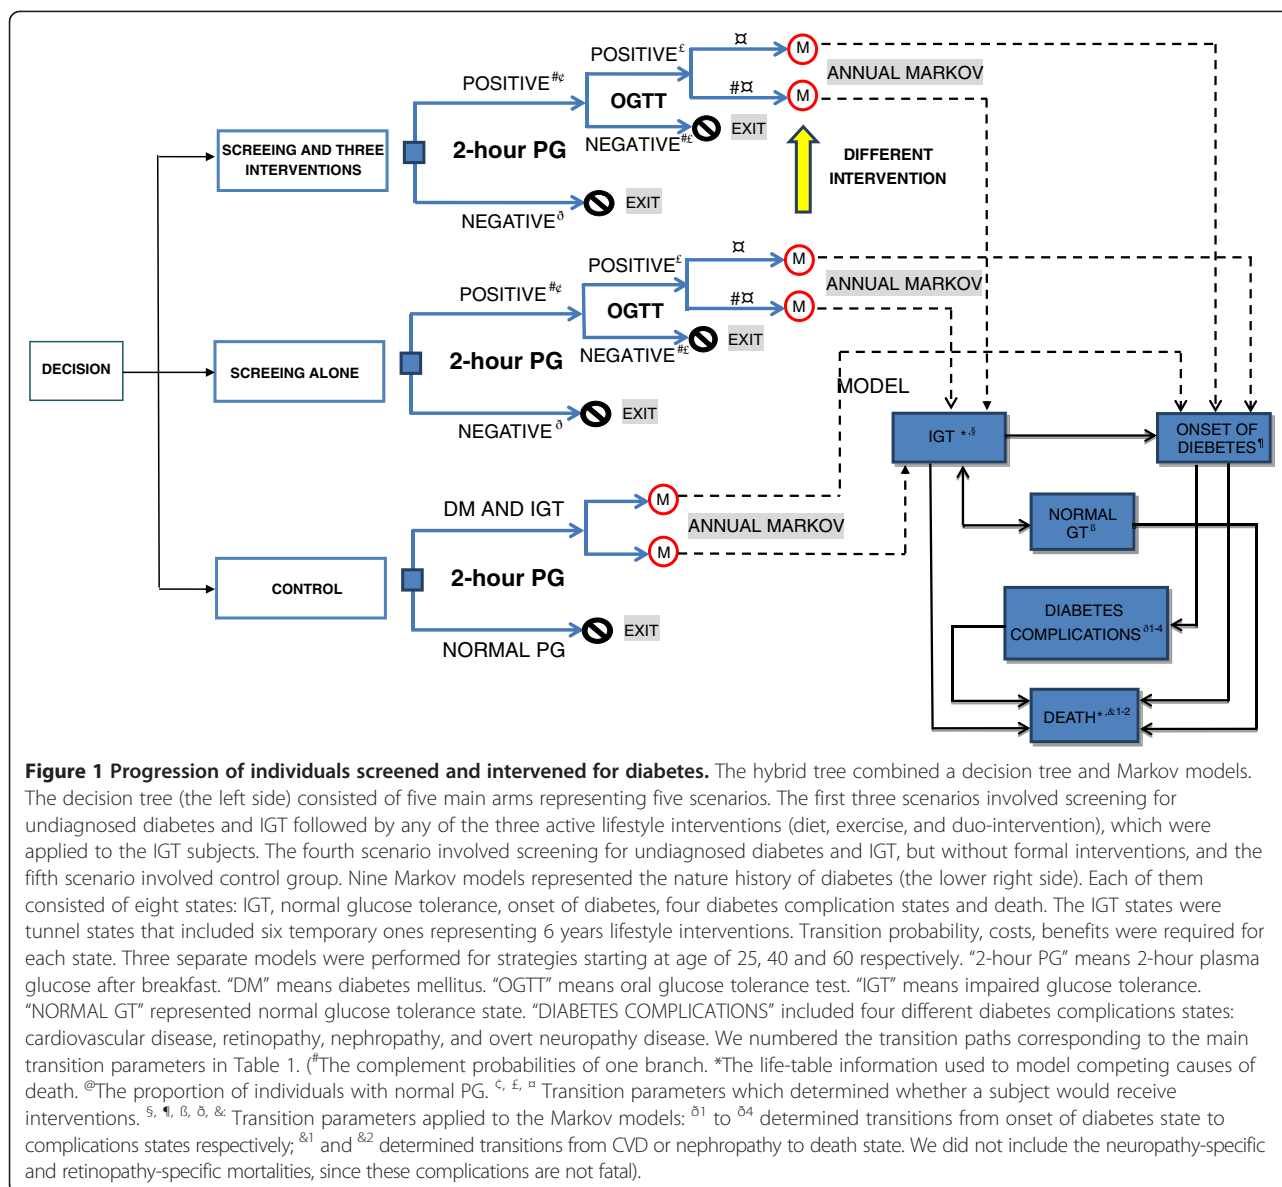 POSITIVE£
¤
M
ANNUAL MARKOV
POSITIVE#¢
OGTT
#¤
M
NEGATIVE#£
EXIT
SCREEING AND THREE
INTERVENTIONS
2-hour PG
DIFFERENT
INTERVENTION
NEGATIVEð
EXIT
POSITIVE£
¤
M
ANNUAL MARKOV
POSITIVE#¢
OGTT
#¤
M
NEGATIVE#£
EXIT
DECISION
SCREEING ALONE
2-hour PG
NEGATIVEð
EXIT
MODEL
DM AND IGT
M
ANNUAL MARKOV
M
CONTROL
2-hour PG
NORMAL PG
EXIT
IGT *,§
ONSET OF
DIEBETES¶
NORMAL
GTß
DIABETES
COMPLICATIONSð1-4
DEATH*,&1-2
Figure 1 Progression of individuals screened and intervened for diabetes. The hybrid tree combined a decision tree and Markov models.
The decision tree (the left side) consisted of five main arms representing five scenarios. The first three scenarios involved screening for
undiagnosed diabetes and IGT followed by any of the three active lifestyle interventions (diet, exercise, and duo-intervention), which were
applied to the IGT subjects. The fourth scenario involved screening for undiagnosed diabetes and IGT, but without formal interventions, and the
fifth scenario involved control group. Nine Markov models represented the nature history of diabetes (the lower right side). Each of them
consisted of eight states: IGT, normal glucose tolerance, onset of diabetes, four diabetes complication states and death. The IGT states were
tunnel states that included six temporary ones representing 6 years lifestyle interventions. Transition probability, costs, benefits were required for
each state. Three separate models were performed for strategies starting at age of 25, 40 and 60 respectively. “2-hour PG” means 2-hour plasma
glucose after breakfast. “DM” means diabetes mellitus. “OGTT” means oral glucose tolerance test. “IGT” means impaired glucose tolerance.
“NORMAL GT” represented normal glucose tolerance state. “DIABETES COMPLICATIONS” included four different diabetes complications states:
cardiovascular disease, retinopathy, nephropathy, and overt neuropathy disease. We numbered the transition paths corresponding to the main
transition parameters in Table 1. (#The complement probabilities of one branch. *The life-table information used to model competing causes of
death. @The proportion of individuals with normal PG. ¢, £, ¤ Transition parameters which determined whether a subject would receive
interventions. §, ¶, ß, ð, &: Transition parameters applied to the Markov models: ð1 to ð4 determined transitions from onset of diabetes state to
complications states respectively; &1 and &2 determined transitions from CVD or nephropathy to death state. We did not include the neuropathy-specific
and retinopathy-specific mortalities, since these complications are not fatal).